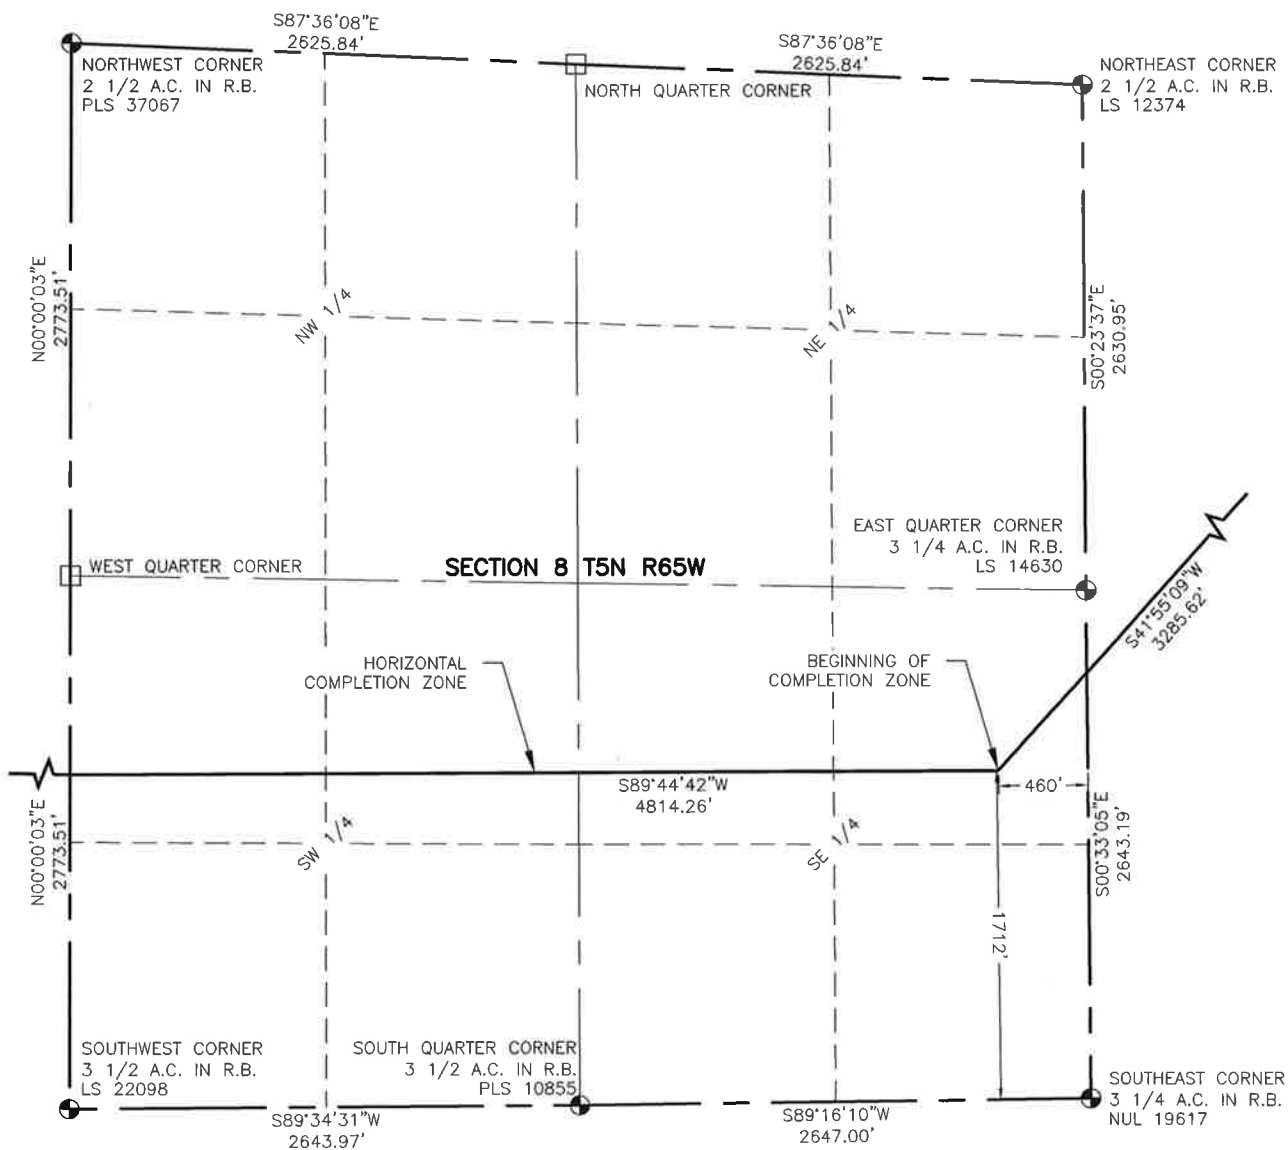 S87°36'08"E
2625.84'
S87°36'08"E
2625.84'
NORTHWEST CORNER
2 1/2 A.C. IN R.B.
PLS 37067
NORTH QUARTER CORNER
NORTHEAST CORNER
2 1/2 A.C. IN R.B.
LS 12374
N00°00'03"E
2773.51'
NW 1/4
NE 1/4
S00°23'37"E
2630.95'
EAST QUARTER CORNER
3 1/4 A.C. IN R.B.
LS 14630
WEST QUARTER CORNER
SECTION 8 T5N R65W
S41°55'09"W
3285.62'
HORIZONTAL
COMPLETION ZONE
BEGINNING OF
COMPLETION ZONE
S89°44'42"W
4814.26'
460'
N00°00'03"E
2773.51'
SW 1/4
SE 1/4
S00°33'05"E
2643.19'
1712'
SOUTHWEST CORNER
3 1/2 A.C. IN R.B.
LS 22098
SOUTH QUARTER CORNER
3 1/2 A.C. IN R.B.
PLS 10855
SOUTHEAST CORNER
3 1/4 A.C. IN R.B.
NUL 19617
S89°34'31"W
2643.97'
S89°16'10"W
2647.00'